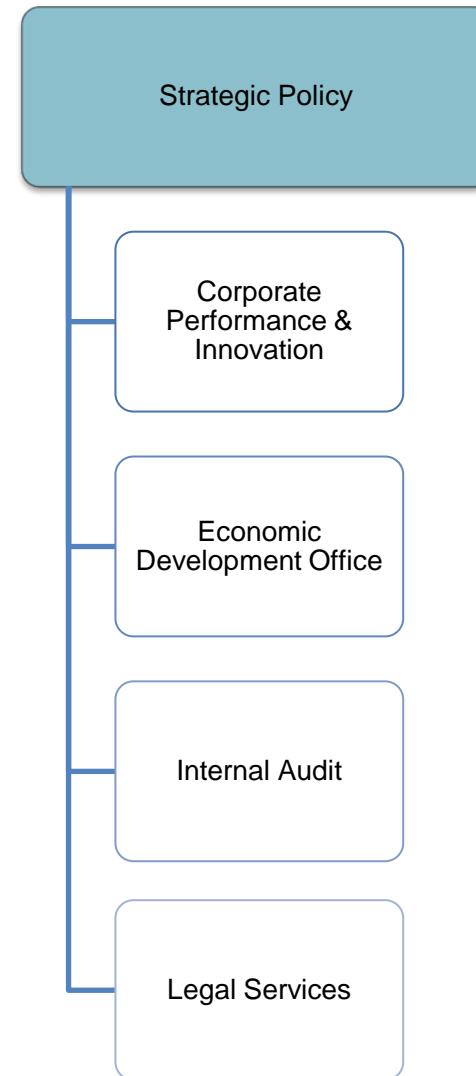 Strategic Policy
Corporate
Performance &
Innovation
Economic
Development Office
Internal Audit
Legal Services